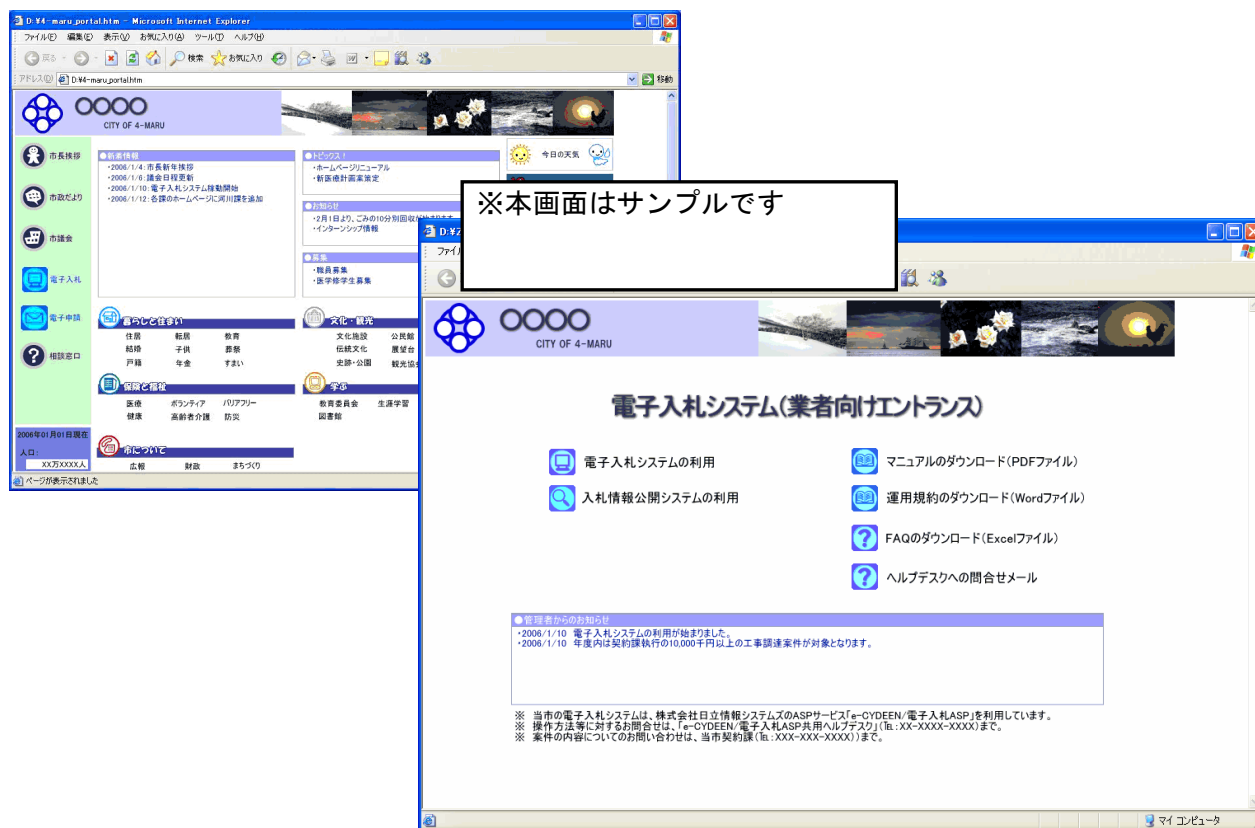 D:¥4-maru_portal.htm - Microsoft Internet Explorer
ファイル(F) 編集(E) 表示(V) お気に入り(A) ツール(T) ヘルプ(H)
戻る 検索 お気に入り
アドレス(D) D:¥4-maru_portal.htm 移動
○○○○
CITY OF 4-MARU
市長挨拶
市政だより
市議会
電子入札
電子申請
相談窓口
2006年01月01日現在
人口:
XX万XXXX人
●新着情報
・2006/1/4:市長新年挨拶
・2006/1/6:議会日程更新
・2006/1/10:電子入札システム稼動開始
・2006/1/12:各課のホームページに河川課を追加
●トピックス!
・ホームページリニューアル
・新医療計画案策定
●お知らせ
・2月1日より、ごみの10分別回収が始まります
・インターンシップ情報
●募集
・職員募集
・医学修学生募集
今日の天気
暮らしと住まい
住居 転居 教育
結婚 子供 葬祭
戸籍 年金 すまい
文化・観光
文化施設 公民館
伝統文化 展望台
史跡・公園 観光協会
保険と福祉
医療 ボランティア バリアフリー
健康 高齢者介護 防災
学ぶ
教育委員会 生涯学習
図書館
市について
広報 財政 まちづくり
ページが表示されました
※本画面はサンプルです
D:¥
ファイル
○○○○
CITY OF 4-MARU
電子入札システム(業者向けエントランス)
電子入札システムの利用
入札情報公開システムの利用
マニュアルのダウンロード(PDFファイル)
運用規約のダウンロード(Wordファイル)
FAQのダウンロード(Excelファイル)
ヘルプデスクへの問合せメール
●管理者からのお知らせ
・2006/1/10 電子入札システムの利用が始まりました。
・2006/1/10 年度内は契約課執行の10,000千円以上の工事調達案件が対象となります。
※ 当市の電子入札システムは、株式会社日立情報システムズのASPサービス「e-CYDEEN/電子入札ASP」を利用しています。
※ 操作方法等に対するお問合せは、「e-CYDEEN/電子入札ASP共用ヘルプデスク」(℡:XX-XXXX-XXXX)まで。
※ 案件の内容についてのお問い合わせは、当市契約課(℡:XXX-XXX-XXXX))まで。
マイ コンピュータ